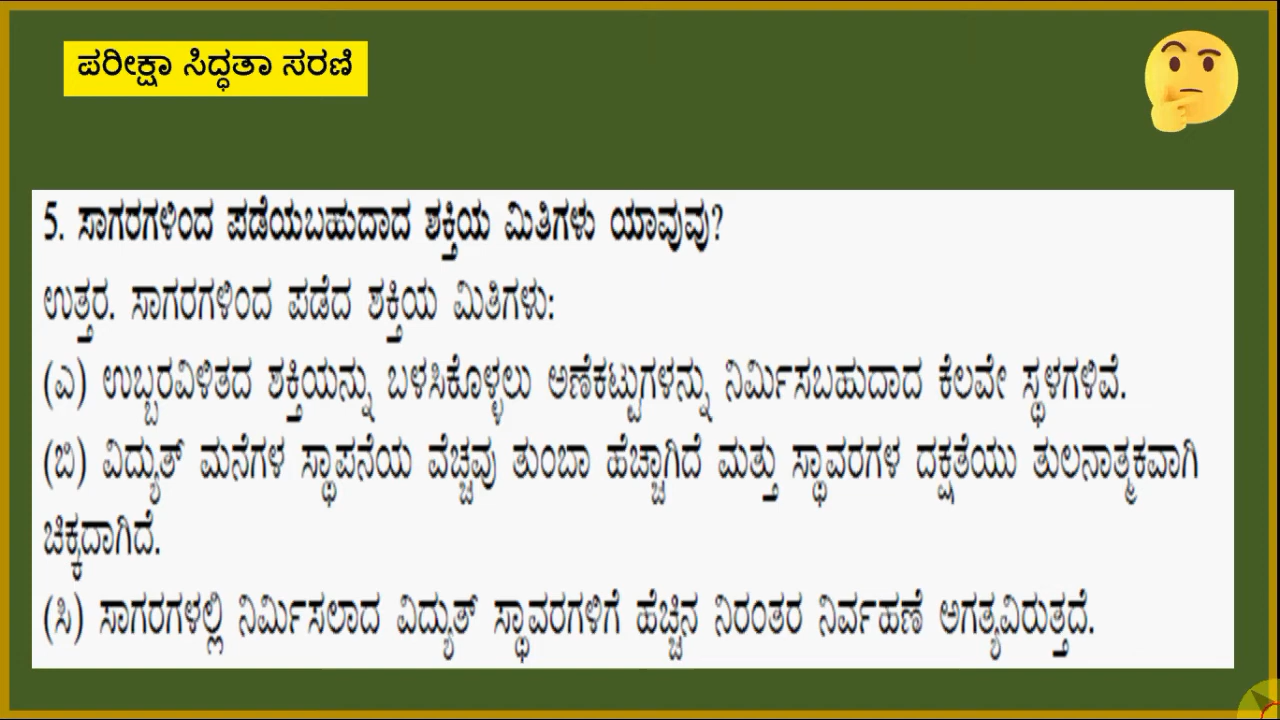 ಪರೀಕ್ಷಾ ಸಿದ್ಧತಾ ಸರಣಿ
5. ಸಾಗರಗಳಿಂದ ಪಡೆಯಬಹುದಾದ ಶಕ್ತಿಯ ಮಿತಿಗಳು ಯಾವುವು?
ಉತ್ತರ. ಸಾಗರಗಳಿಂದ ಪಡೆದ ಶಕ್ತಿಯ ಮಿತಿಗಳು:
(ಎ) ಉಬ್ಬರವಿಳಿತದ ಶಕ್ತಿಯನ್ನು ಬಳಸಿಕೊಳ್ಳಲು ಅಣೆಕಟ್ಟುಗಳನ್ನು ನಿರ್ಮಿಸಬಹುದಾದ ಕೆಲವೇ ಸ್ಥಳಗಳಿವೆ.
(ಬಿ) ವಿದ್ಯುತ್ ಮನೆಗಳ ಸ್ಥಾಪನೆಯ ವೆಚ್ಚವು ತುಂಬಾ ಹೆಚ್ಚಾಗಿದೆ ಮತ್ತು ಸ್ಥಾವರಗಳ ದಕ್ಷತೆಯು ತುಲನಾತ್ಮಕವಾಗಿ
ಚಿಕ್ಕದಾಗಿದೆ.
(ಸಿ) ಸಾಗರಗಳಲ್ಲಿ ನಿರ್ಮಿಸಲಾದ ವಿದ್ಯುತ್ ಸ್ಥಾವರಗಳಿಗೆ ಹೆಚ್ಚಿನ ನಿರಂತರ ನಿರ್ವಹಣೆ ಅಗತ್ಯವಿರುತ್ತದೆ.